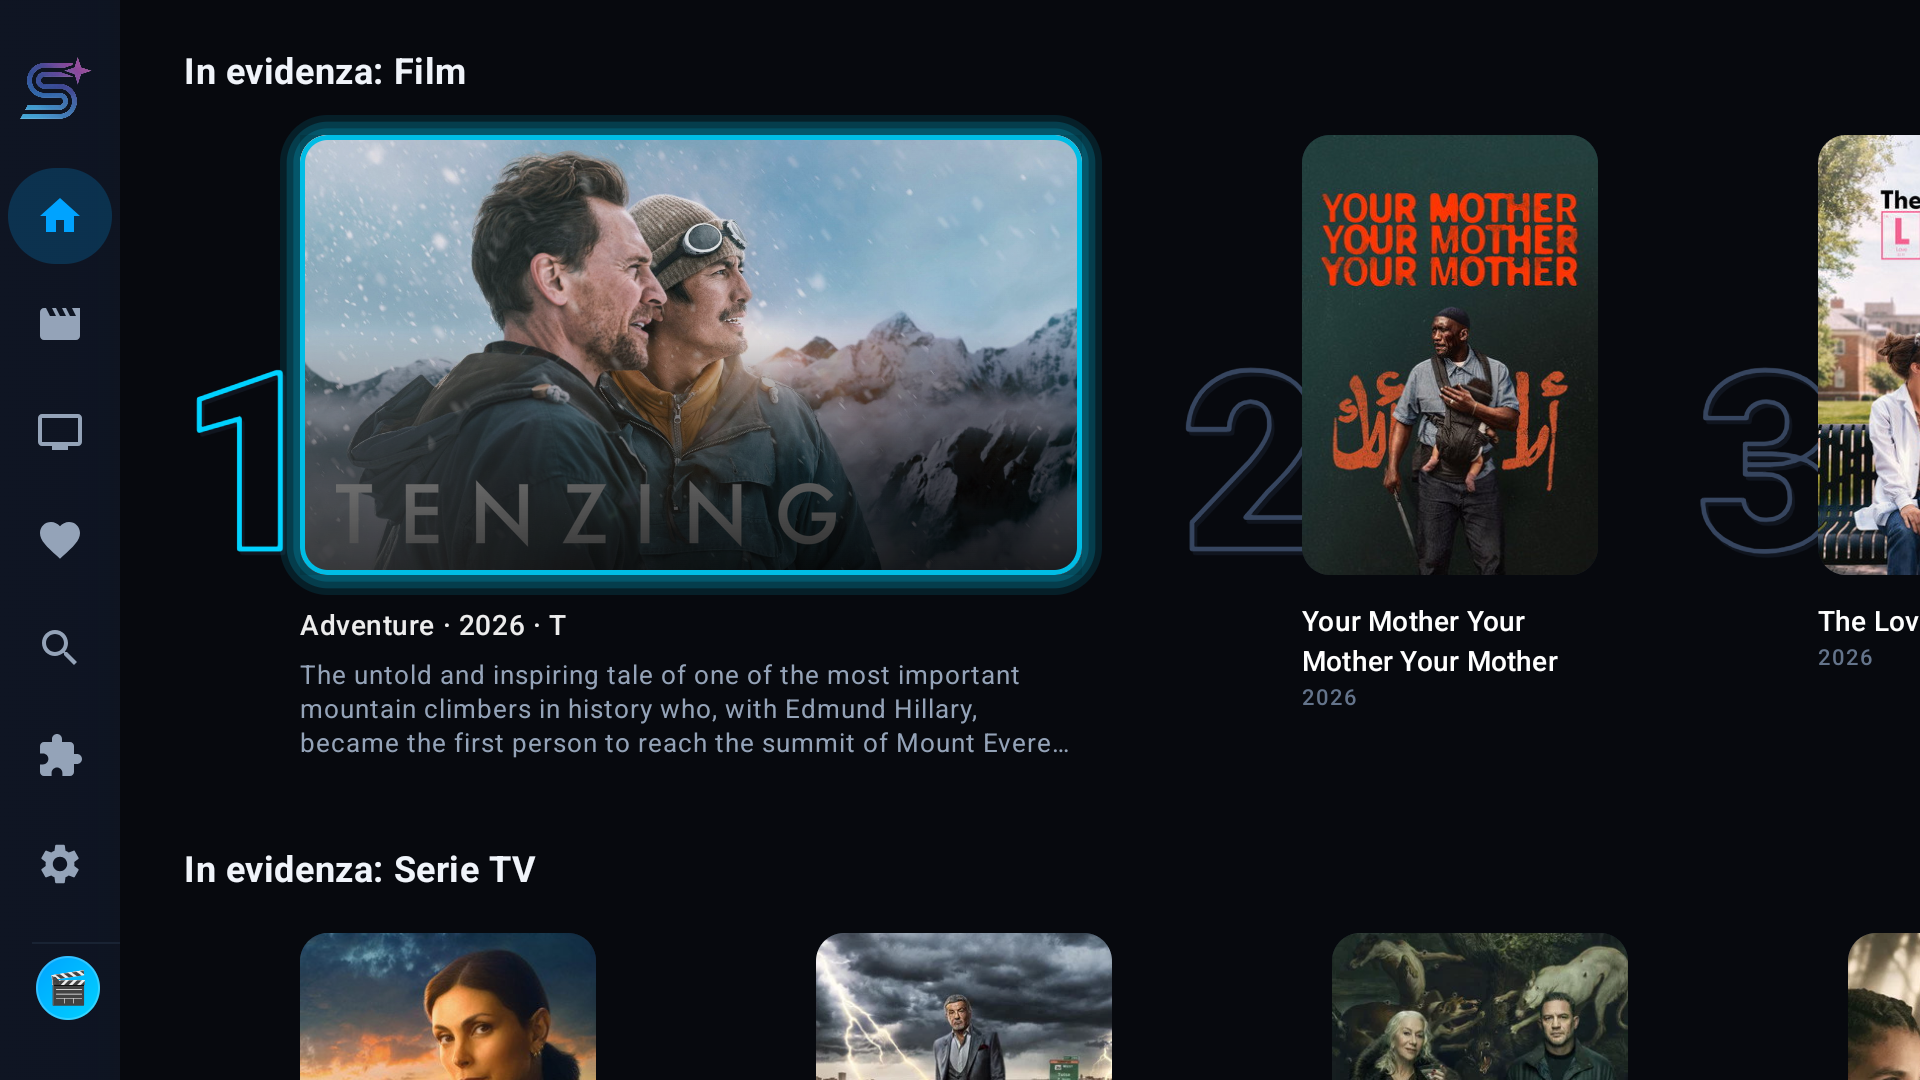 In evidenza: Film
1
TENZING
Adventure · 2026 · T
The untold and inspiring tale of one of the most important
mountain climbers in history who, with Edmund Hillary,
became the first person to reach the summit of Mount Evere…
2
YOUR MOTHER
YOUR MOTHER
YOUR MOTHER
Your Mother Your
Mother Your Mother
2026
3
The
L
The Lov
2026
In evidenza: Serie TV